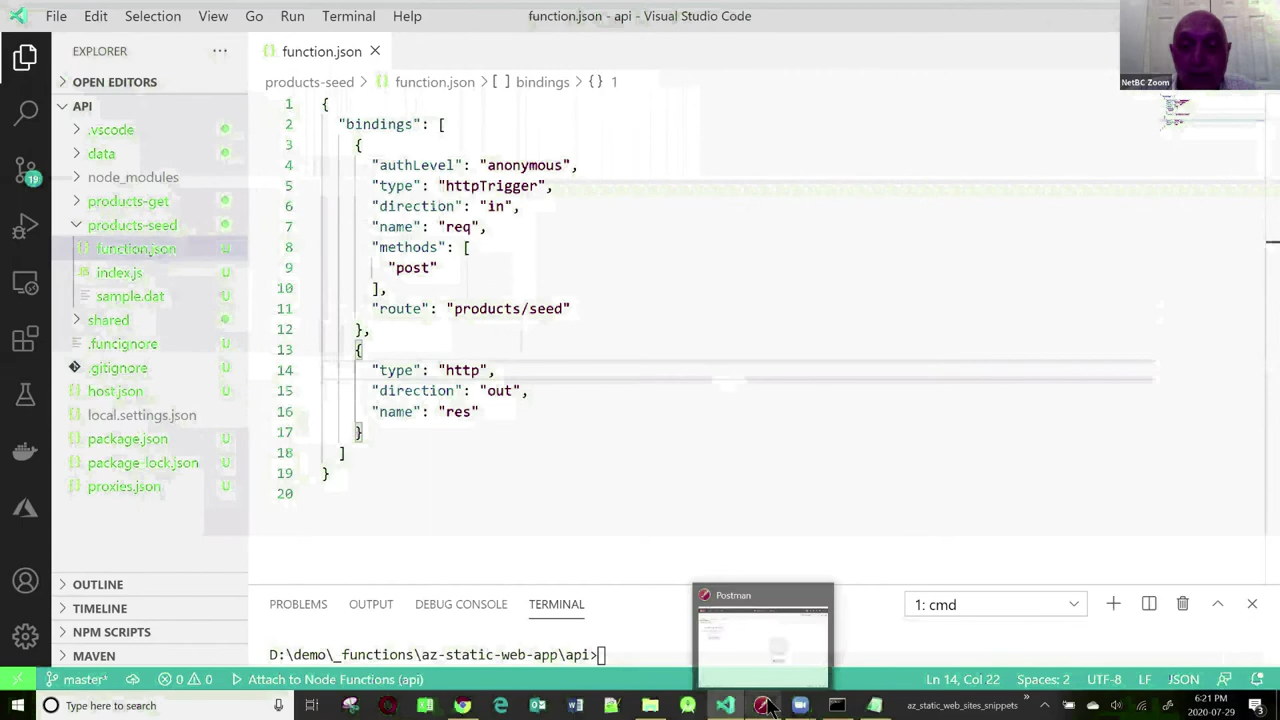 File Edit Selection View Go Run Terminal Help
function.json - api - Visual Studio Code
NetBC Zoom
EXPLORER
OPEN EDITORS
API
.vscode
data
node_modules
products-get
products-seed
function.json U
index.js U
sample.dat U
shared
.funcignore U
.gitignore U
host.json U
local.settings.json
package.json U
package-lock.json U
proxies.json U
OUTLINE
TIMELINE
NPM SCRIPTS
MAVEN
19
function.json
products-seed > function.json > [ ] bindings > {} 1
1 {
2 "bindings": [
3 {
4 "authLevel": "anonymous",
5 "type": "httpTrigger",
6 "direction": "in",
7 "name": "req",
8 "methods": [
9 "post"
10 ],
11 "route": "products/seed"
12 },
13 {
14 "type": "http",
15 "direction": "out",
16 "name": "res"
17 }
18 ]
19 }
20
PROBLEMS OUTPUT DEBUG CONSOLE TERMINAL
1: cmd
D:\demo\_functions\az-static-web-app\api>
Postman
master* 0 0 Attach to Node Functions (api)
Ln 14, Col 22 Spaces: 2 UTF-8 LF JSON
Type here to search
az_static_web_sites_snippets
6:21 PM
2020-07-29
3